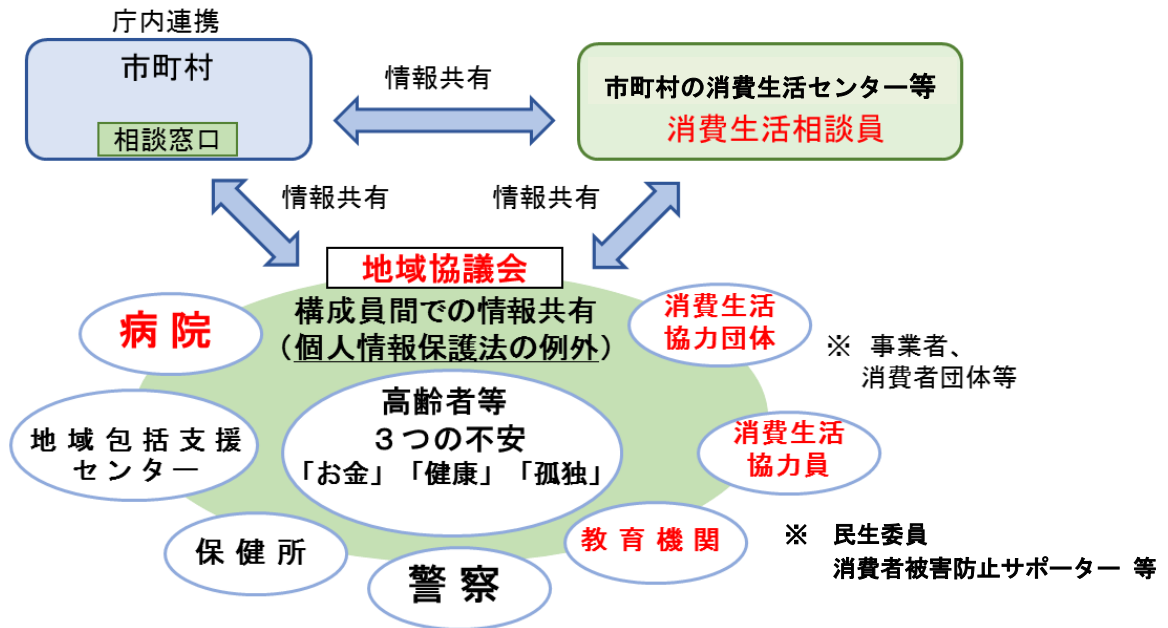 庁内連携
市町村
相談窓口
情報共有
市町村の消費生活センター等
消費生活相談員
情報共有
情報共有
地域協議会
構成員間での情報共有
（個人情報保護法の例外）
病院
消費生活
協力団体
※ 事業者、
消費者団体等
高齢者等
３つの不安
「お金」「健康」「孤独」
地域包括支援
センター
消費生活
協力員
保健所
警察
教育機関
※ 民生委員
消費者被害防止サポーター 等